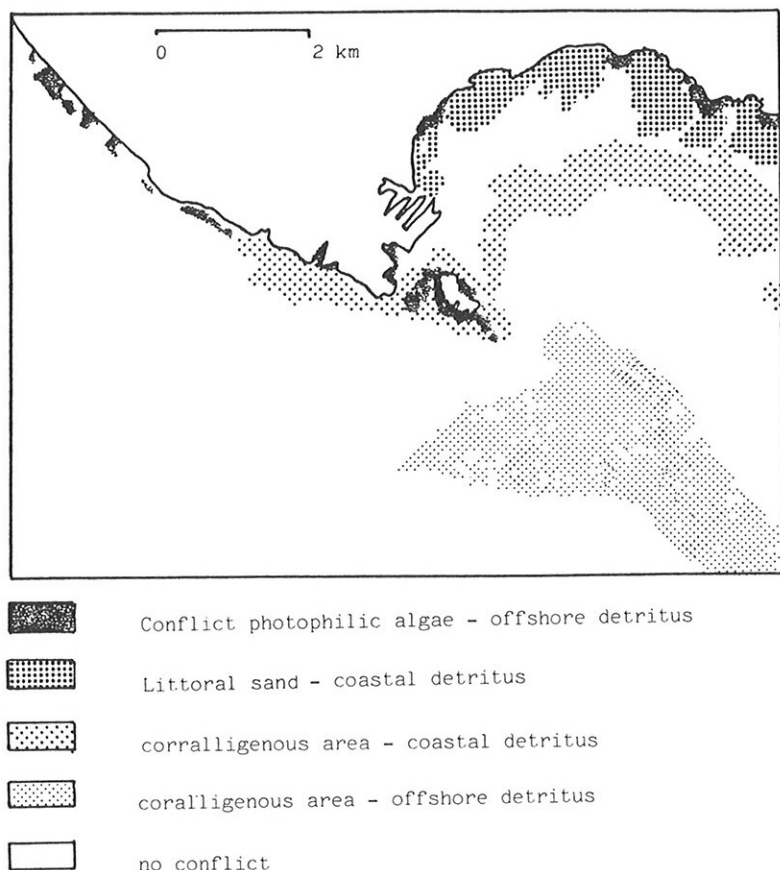 0 2 km
Conflict photophilic algae - offshore detritus
Littoral sand - coastal detritus
corralligenous area - coastal detritus
coralligenous area - offshore detritus
no conflict